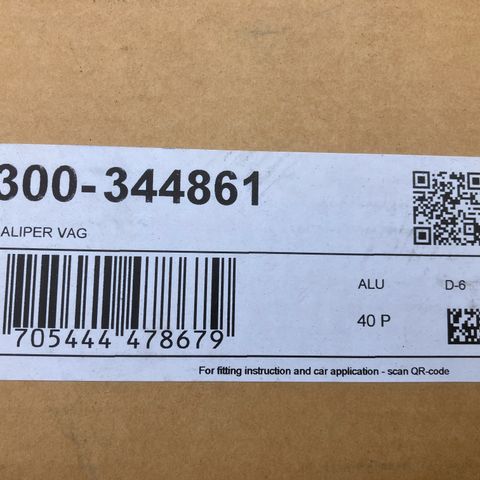 300-344861
ALIPER VAG
ALU D-6
40 P
705444 478679
For fitting instruction and car application - scan QR-code